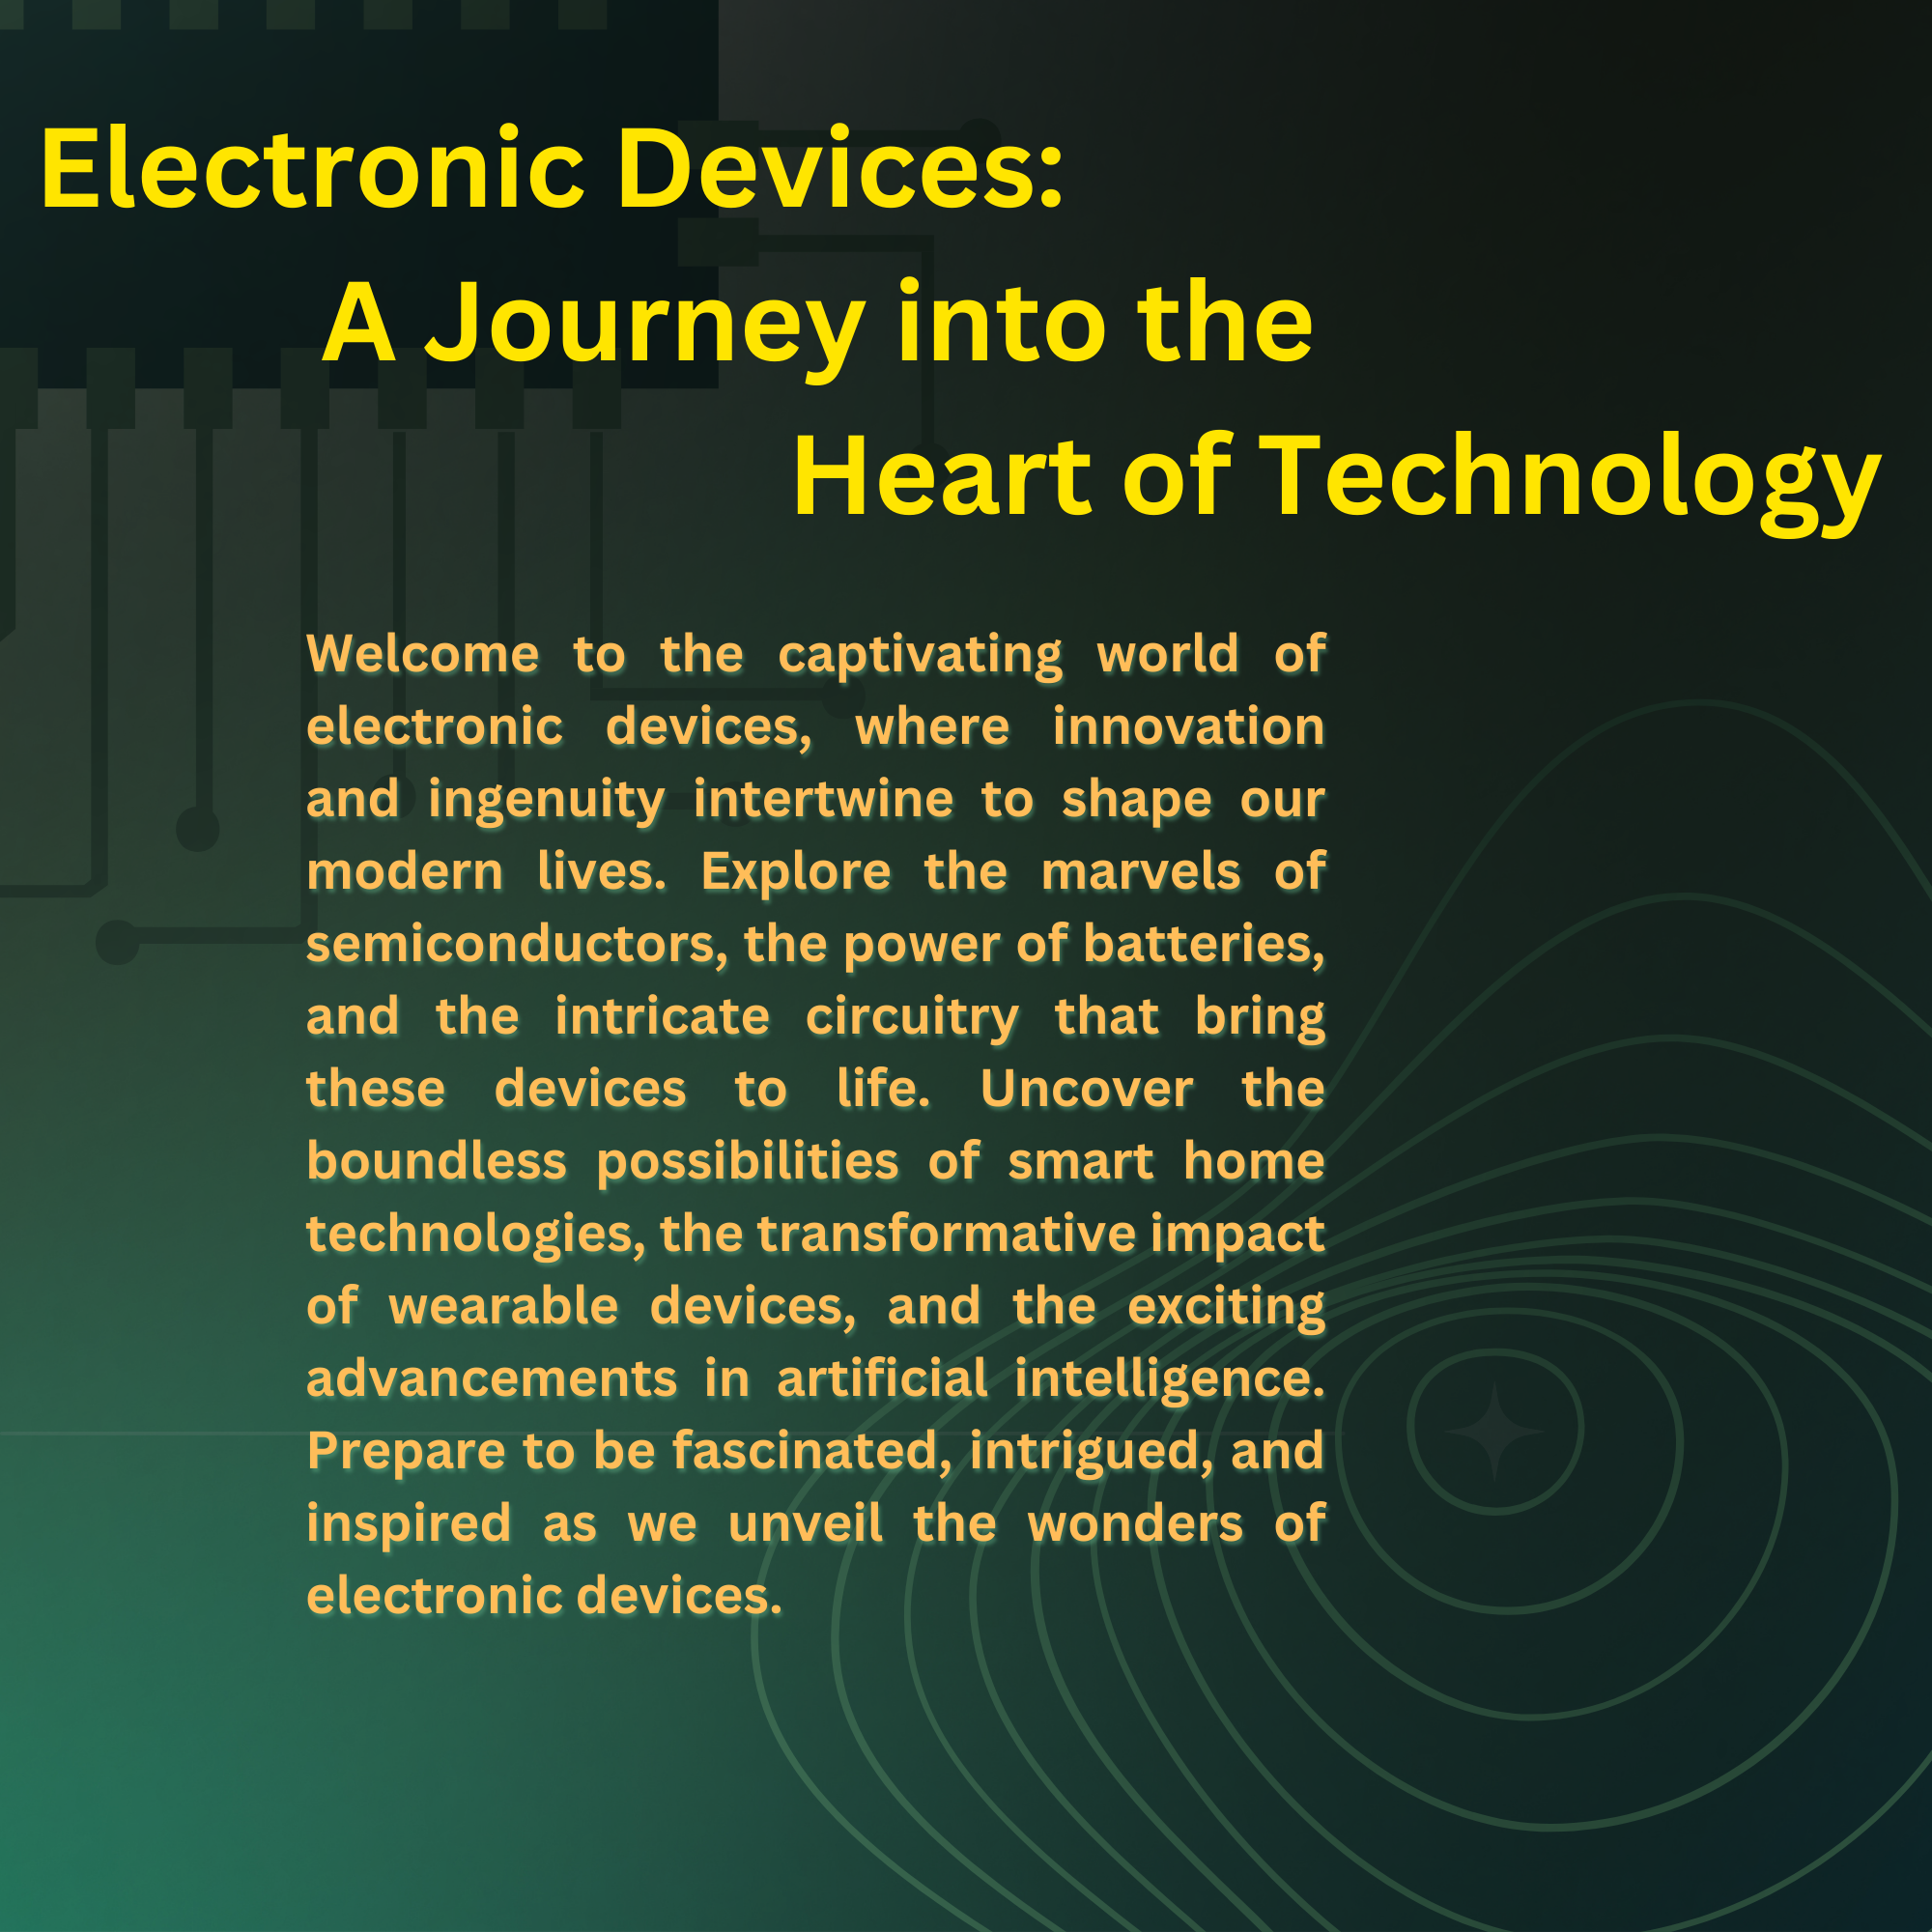 Electronic Devices:
A Journey into the
Heart of Technology
Welcome to the captivating world of
electronic devices, where innovation
and ingenuity intertwine to shape our
modern lives. Explore the marvels of
semiconductors, the power of batteries,
and the intricate circuitry that bring
these devices to life. Uncover the
boundless possibilities of smart home
technologies, the transformative impact
of wearable devices, and the exciting
advancements in artificial intelligence.
Prepare to be fascinated, intrigued, and
inspired as we unveil the wonders of
electronic devices.